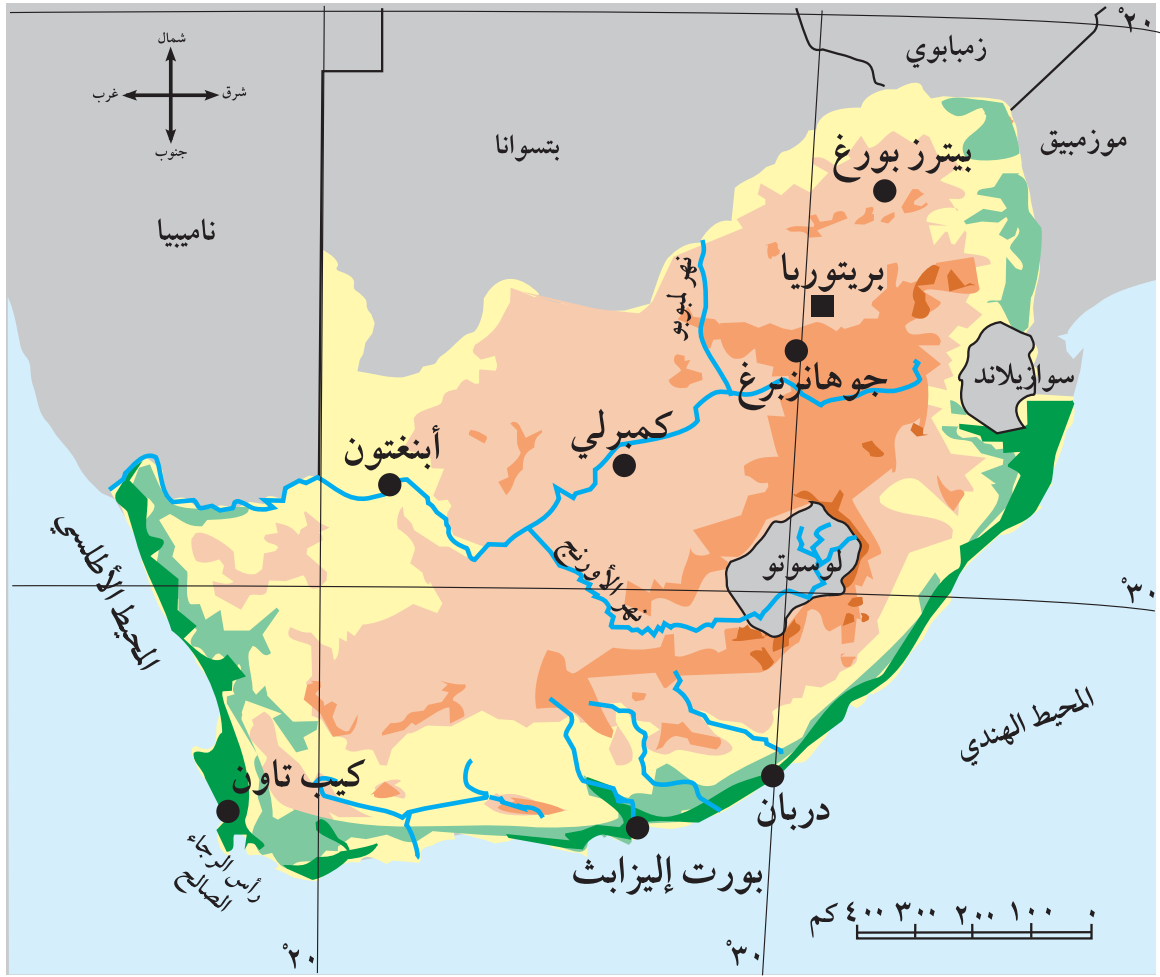 °٢٠
زمبابوي
شمال
غرب
شرق
جنوب
بتسوانا
موزمبيق
بيترز بورغ
ناميبيا
بريتوريا
نهر لمبوبو
جوهانزبرغ
سوازيلاند
كمبرلي
أبنغتون
المحيط الأطلسي
نهر الأورنج
لوسوتو
°٣٠
المحيط الهندي
كيب تاون
دربان
رأس الرجاء
الصالح
بورت إليزابث
٤٠٠ كم
٣٠٠
٢٠٠
١٠٠
٠
°٢٠
°٣٠